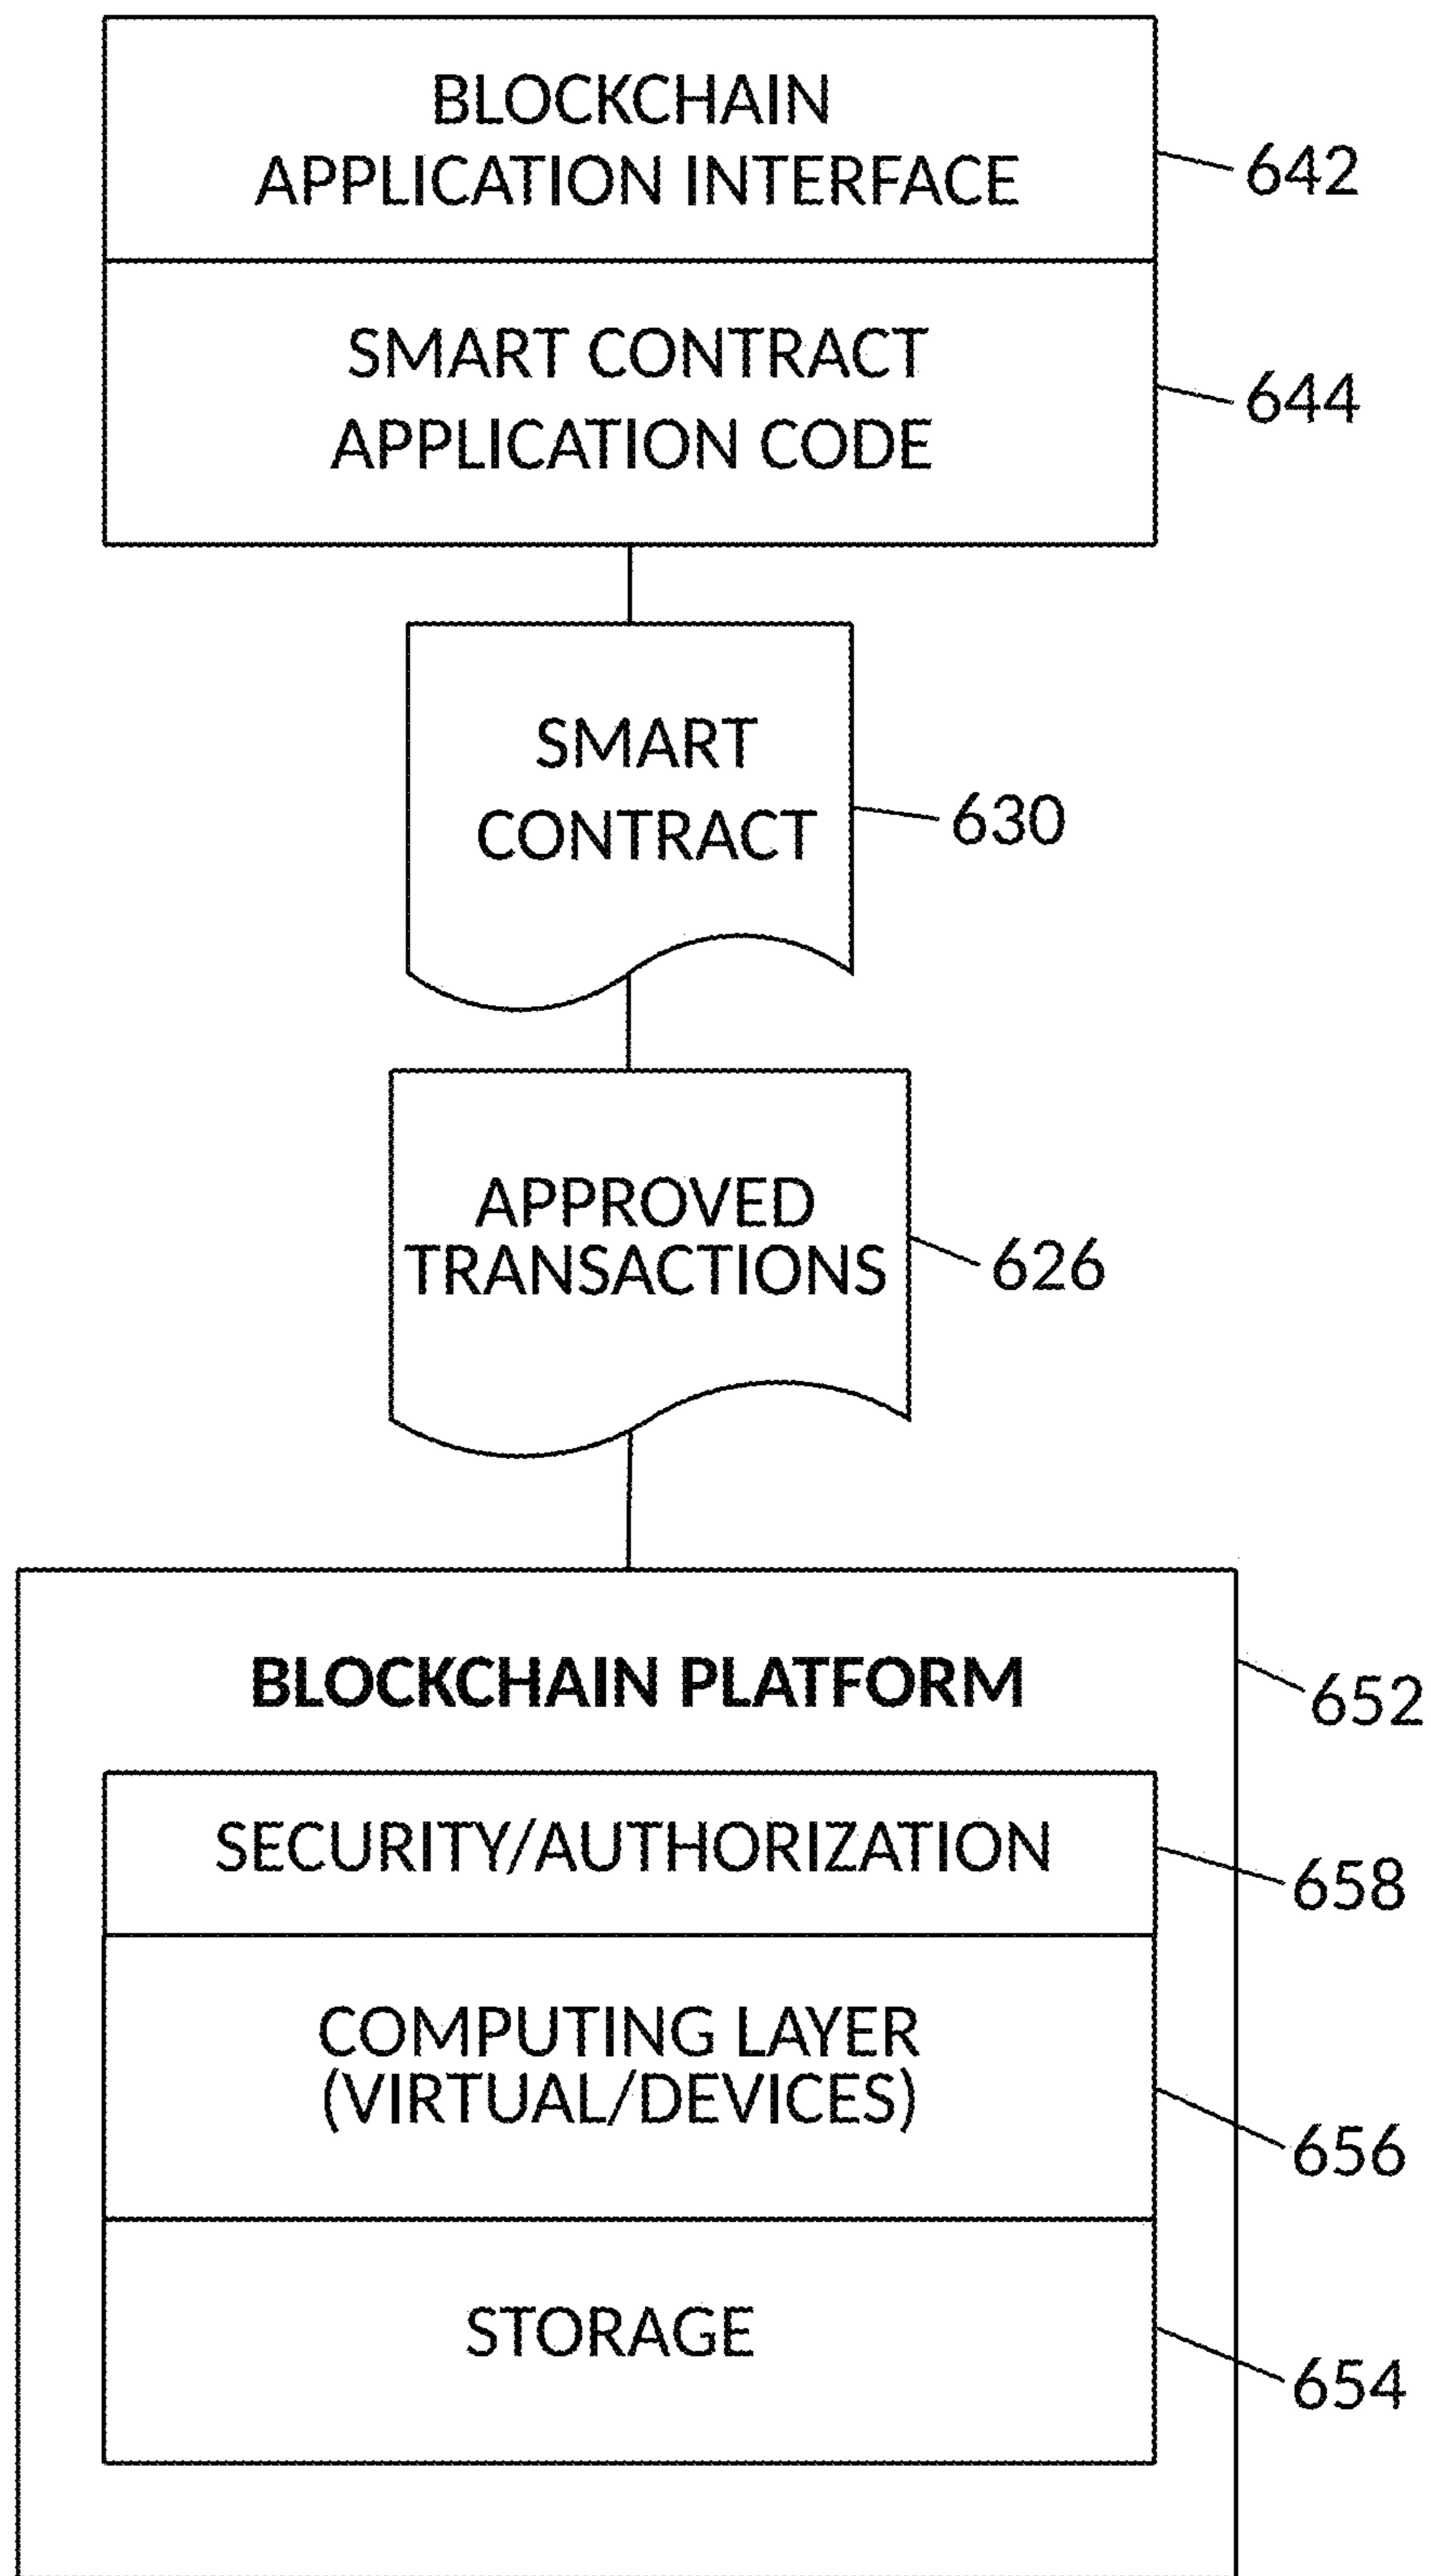 BLOCKCHAIN
APPLICATION INTERFACE
642
SMART CONTRACT
APPLICATION CODE
644
SMART
CONTRACT
630
APPROVED
TRANSACTIONS
626
BLOCKCHAIN PLATFORM
652
SECURITY/AUTHORIZATION
658
COMPUTING LAYER
(VIRTUAL/DEVICES)
656
STORAGE
654